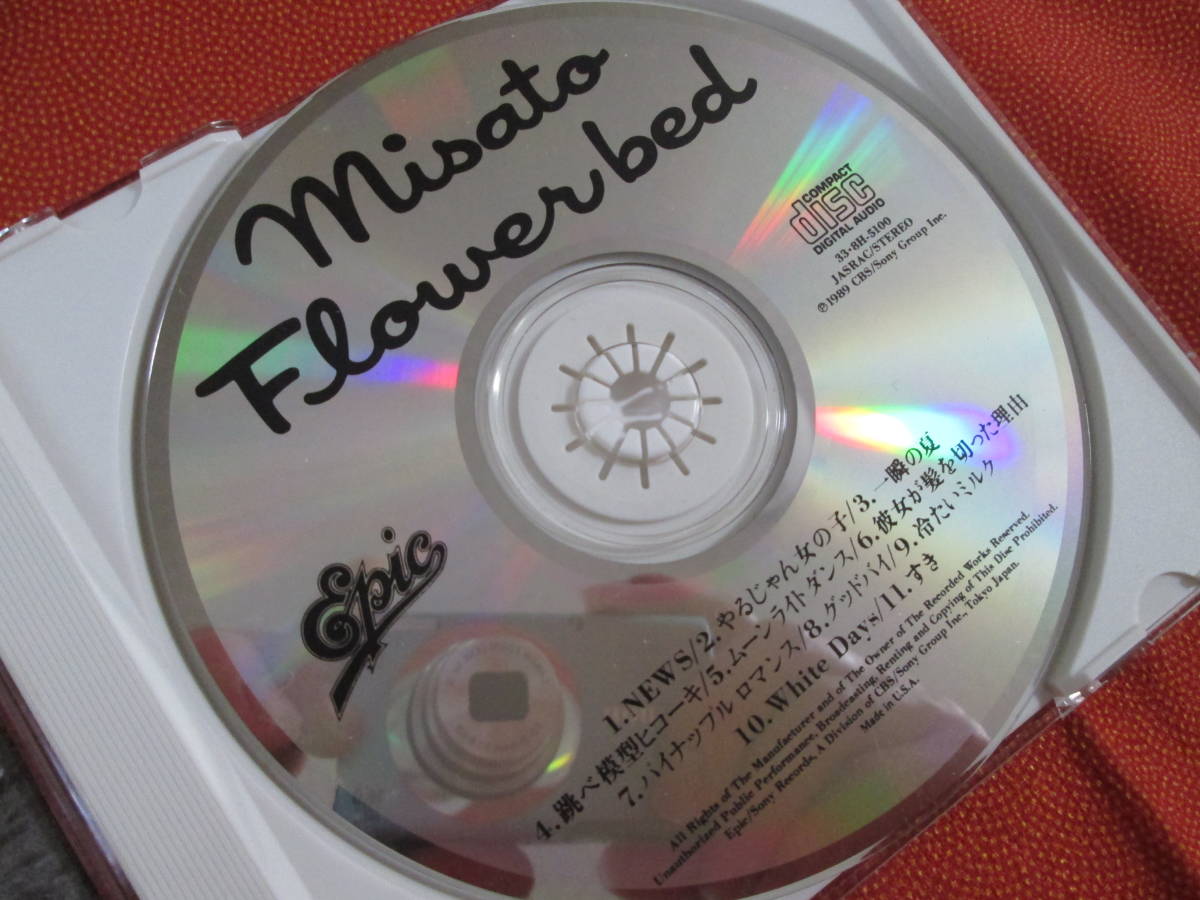 Misato
Flower bed
COMPACT
disc
DIGITAL AUDIO
33・8H-5100
JASRAC/STEREO
℗1989 CBS/Sony Group Inc.
Epic
1.NEWS/2.やるじゃん女の子/3.一瞬の夏
4.跳べ模型ヒコーキ/5.ムーンライトダンス/6.彼女が髪を切った理由
7.パイナップル ロマンス/8.グッドバイ/9.冷たいミルク
10.White Days/11.すき
All Rights of The Manufacturer and of The Owner of The Recorded Works Reserved.
Unauthorized Public Performance, Broadcasting, Renting and Copying of This Disc Prohibited.
Epic/Sony Records, A Division of CBS/Sony Group Inc., Tokyo Japan.
Made in U.S.A.